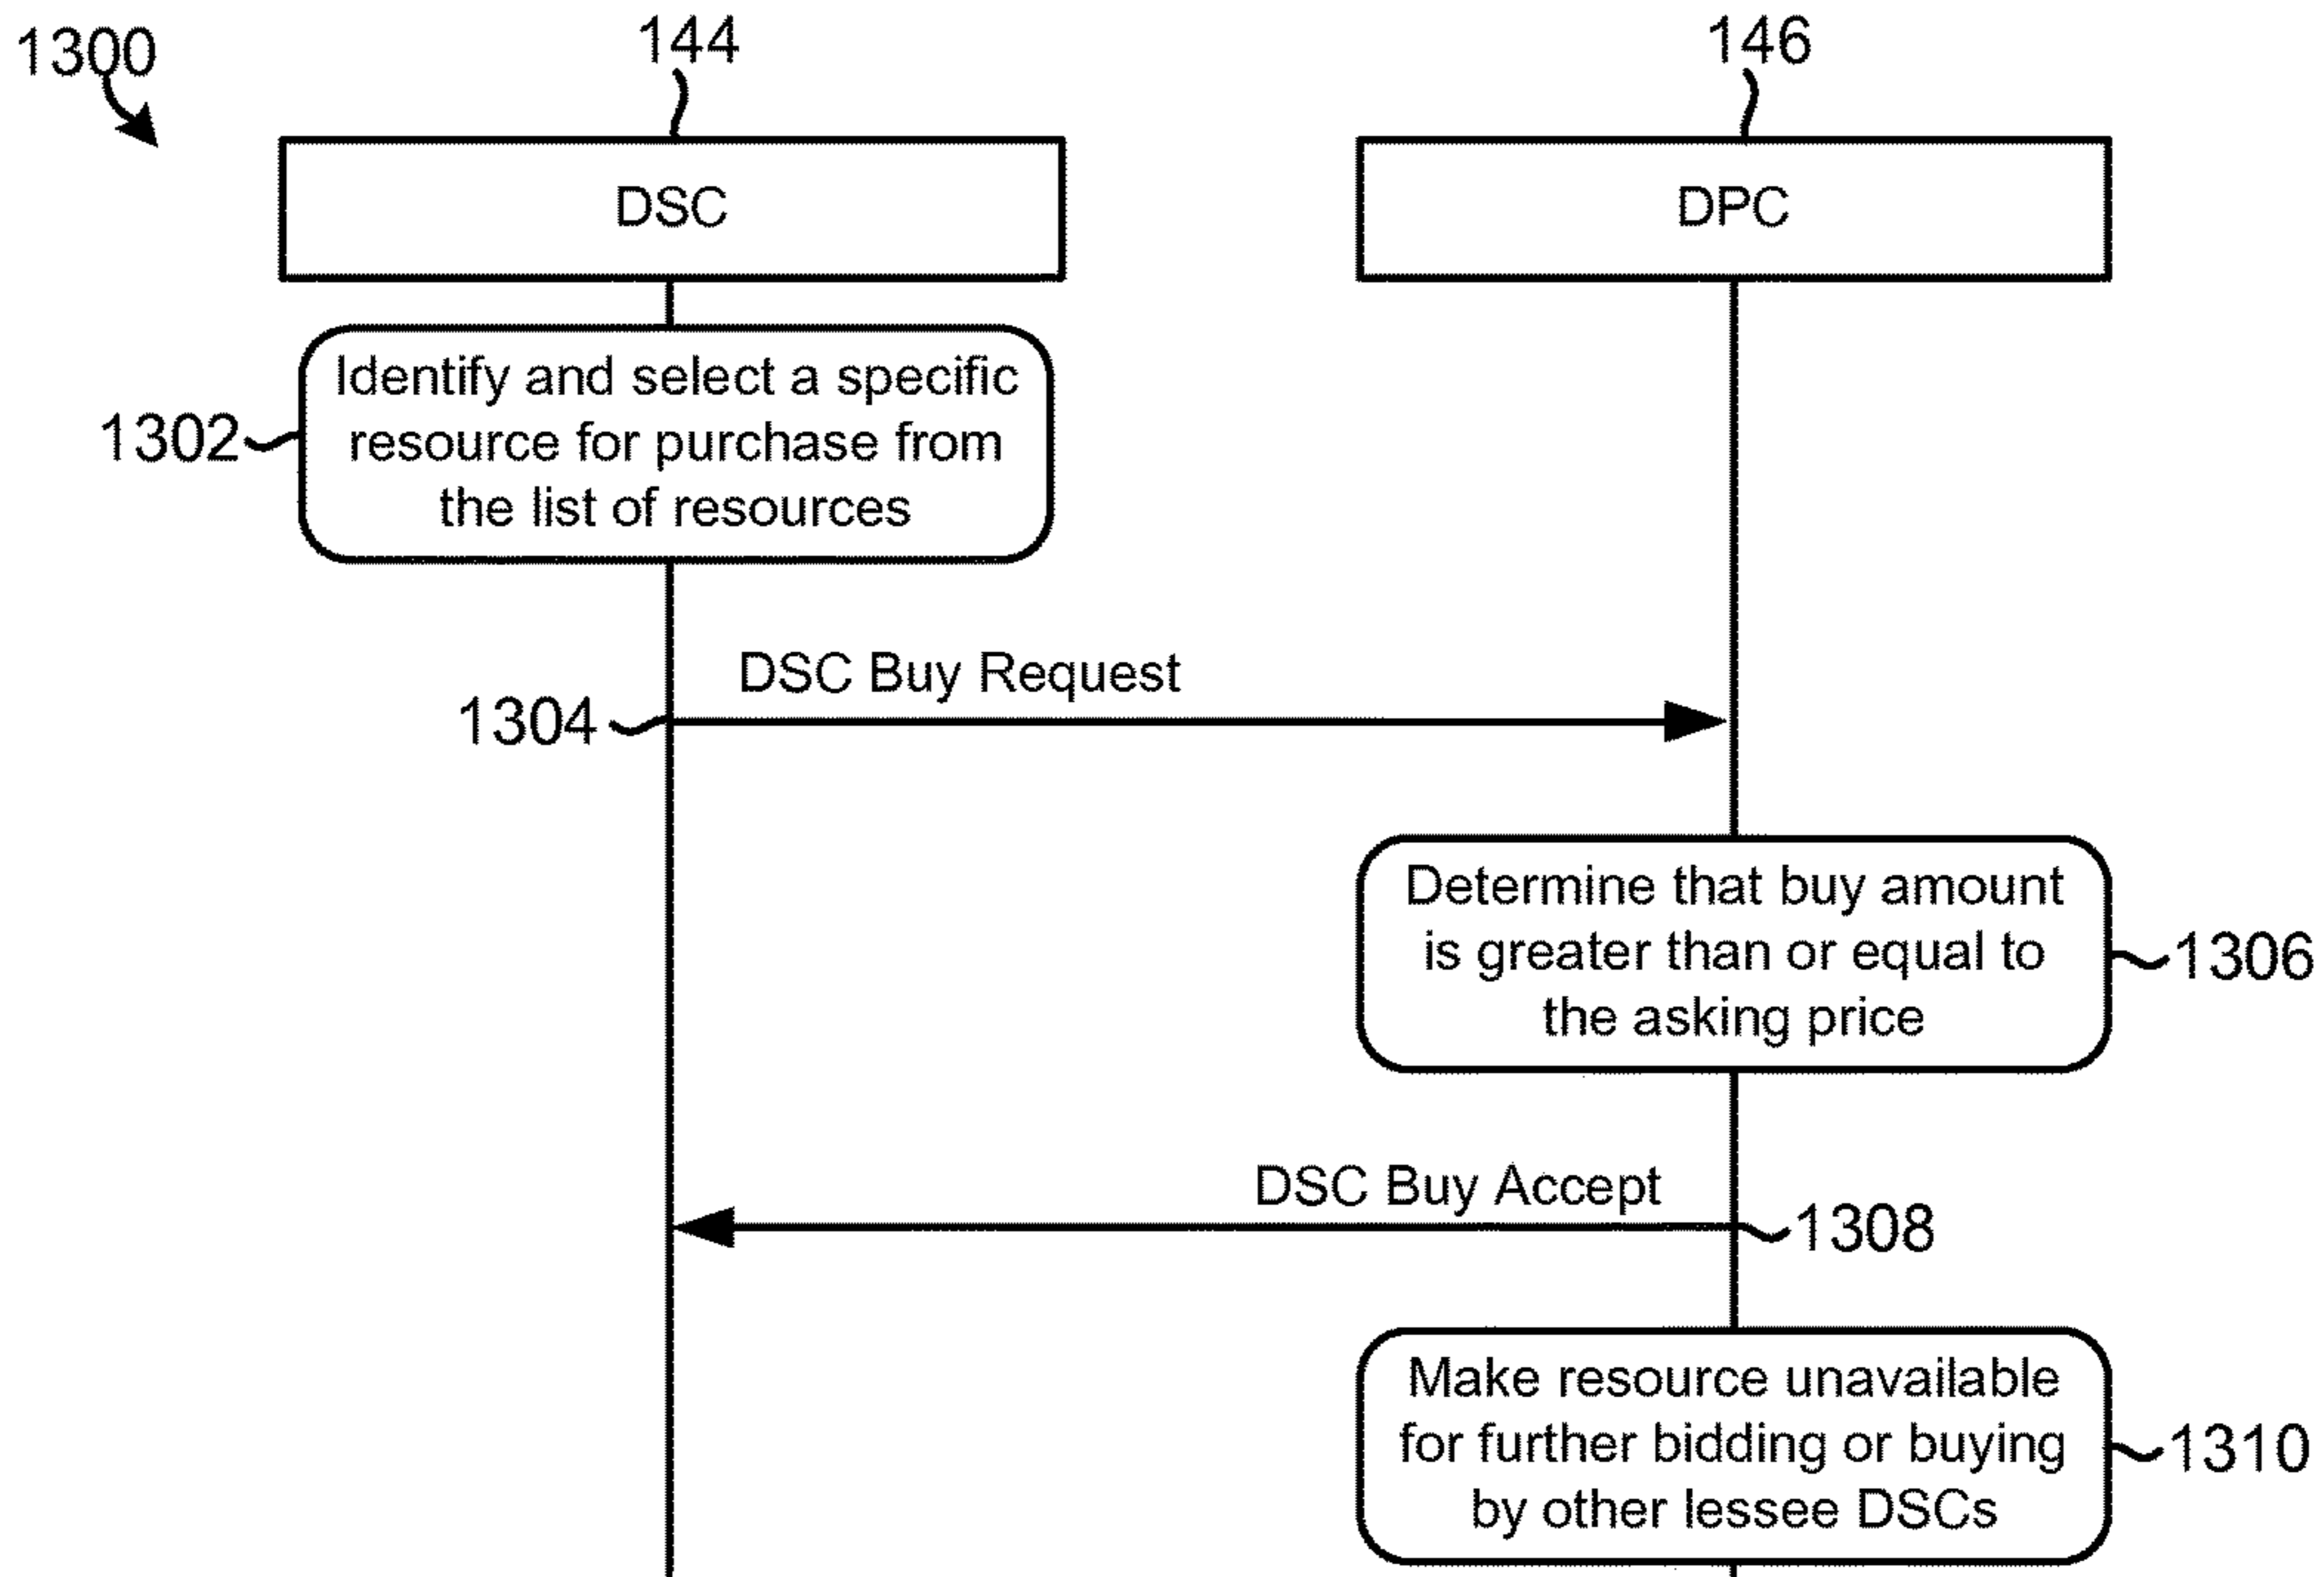 1300
144
146
DSC
DPC
Identify and select a specific
resource for purchase from
the list of resources
1302
DSC Buy Request
1304
Determine that buy amount
is greater than or equal to
the asking price
1306
DSC Buy Accept
1308
Make resource unavailable
for further bidding or buying
by other lessee DSCs
1310